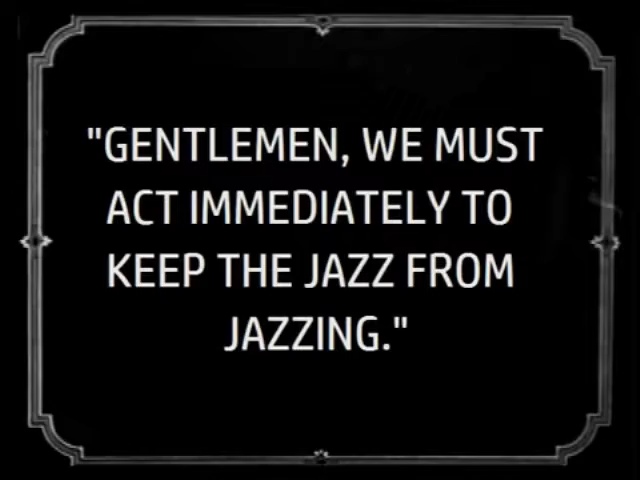 "GENTLEMEN, WE MUST
ACT IMMEDIATELY TO
KEEP THE JAZZ FROM
JAZZING."